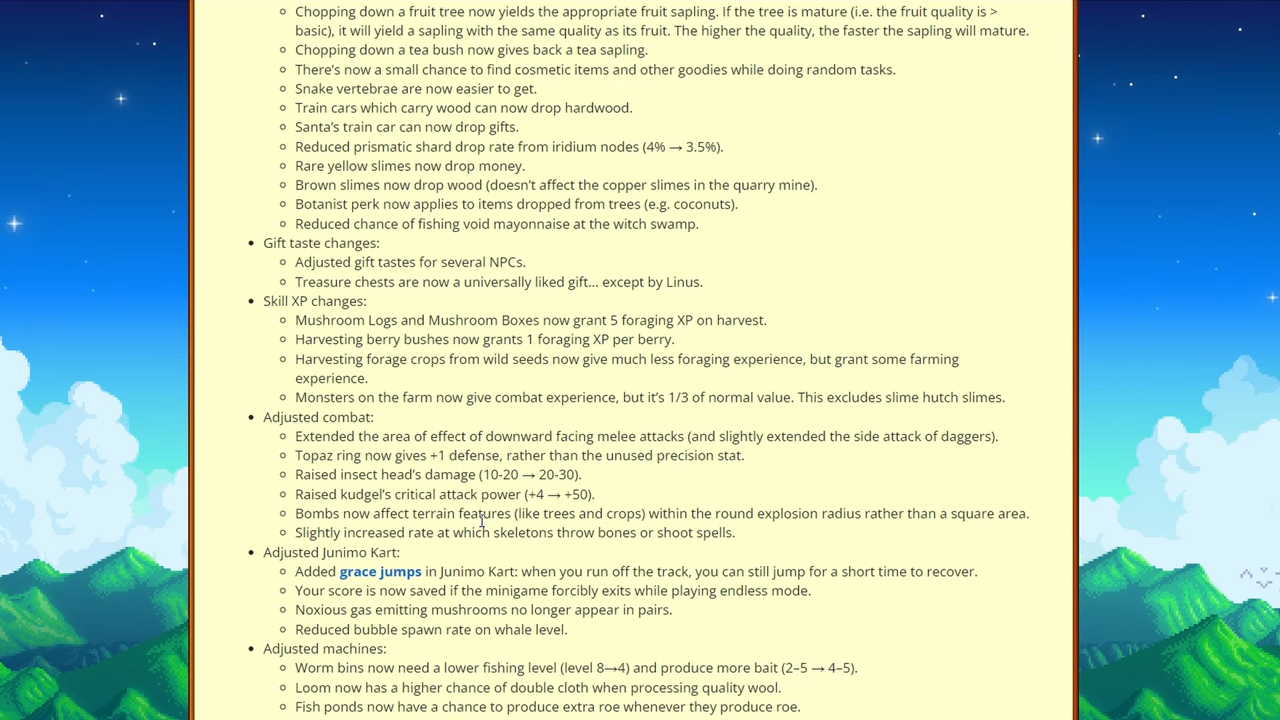 Chopping down a fruit tree now yields the appropriate fruit sapling. If the tree is mature (i.e. the fruit quality is >
basic), it will yield a sapling with the same quality as its fruit. The higher the quality, the faster the sapling will mature.
Chopping down a tea bush now gives back a tea sapling.
There’s now a small chance to find cosmetic items and other goodies while doing random tasks.
Snake vertebrae are now easier to get.
Train cars which carry wood can now drop hardwood.
Santa’s train car can now drop gifts.
Reduced prismatic shard drop rate from iridium nodes (4% → 3.5%).
Rare yellow slimes now drop money.
Brown slimes now drop wood (doesn’t affect the copper slimes in the quarry mine).
Botanist perk now applies to items dropped from trees (e.g. coconuts).
Reduced chance of fishing void mayonnaise at the witch swamp.
Gift taste changes:
Adjusted gift tastes for several NPCs.
Treasure chests are now a universally liked gift… except by Linus.
Skill XP changes:
Mushroom Logs and Mushroom Boxes now grant 5 foraging XP on harvest.
Harvesting berry bushes now grants 1 foraging XP per berry.
Harvesting forage crops from wild seeds now give much less foraging experience, but grant some farming
experience.
Monsters on the farm now give combat experience, but it’s 1/3 of normal value. This excludes slime hutch slimes.
Adjusted combat:
Extended the area of effect of downward facing melee attacks (and slightly extended the side attack of daggers).
Topaz ring now gives +1 defense, rather than the unused precision stat.
Raised insect head’s damage (10-20 → 20-30).
Raised kudgel’s critical attack power (+4 → +50).
Bombs now affect terrain features (like trees and crops) within the round explosion radius rather than a square area.
Slightly increased rate at which skeletons throw bones or shoot spells.
Adjusted Junimo Kart:
Added grace jumps in Junimo Kart: when you run off the track, you can still jump for a short time to recover.
Your score is now saved if the minigame forcibly exits while playing endless mode.
Noxious gas emitting mushrooms no longer appear in pairs.
Reduced bubble spawn rate on whale level.
Adjusted machines:
Worm bins now need a lower fishing level (level 8→4) and produce more bait (2–5 → 4–5).
Loom now has a higher chance of double cloth when processing quality wool.
Fish ponds now have a chance to produce extra roe whenever they produce roe.